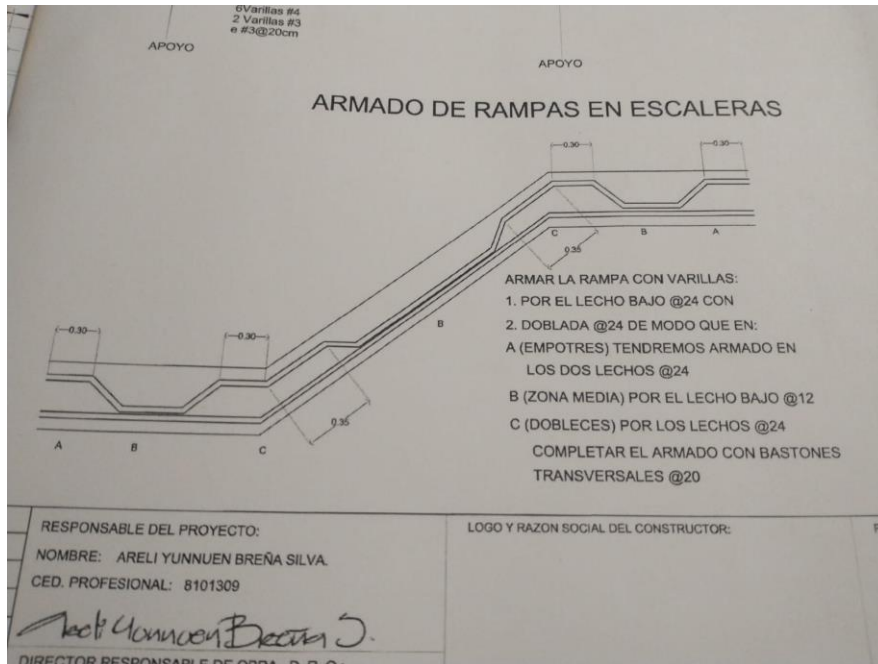 6Varillas #4
2 Varillas #3
e #3@20cm
APOYO
APOYO
ARMADO DE RAMPAS EN ESCALERAS
0.30
0.30
C
B
A
0.35
0.30
0.30
B
0.35
A
B
C
ARMAR LA RAMPA CON VARILLAS:
1. POR EL LECHO BAJO @24 CON
2. DOBLADA @24 DE MODO QUE EN:
A (EMPOTRES) TENDREMOS ARMADO EN
LOS DOS LECHOS @24
B (ZONA MEDIA) POR EL LECHO BAJO @12
C (DOBLECES) POR LOS LECHOS @24
COMPLETAR EL ARMADO CON BASTONES
TRANSVERSALES @20
RESPONSABLE DEL PROYECTO:
NOMBRE: ARELI YUNNUEN BREÑA SILVA.
CED. PROFESIONAL: 8101309
Areli Yunnuen Breña S.
LOGO Y RAZON SOCIAL DEL CONSTRUCTOR:
DIRECTOR RESPONSABLE DE OBRA